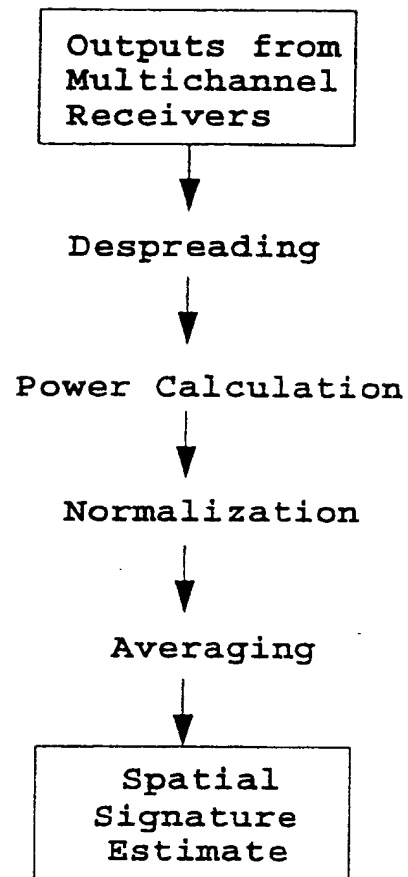 Outputs from
Multichannel
Receivers
Despreading
Power Calculation
Normalization
Averaging
Spatial
Signature
Estimate